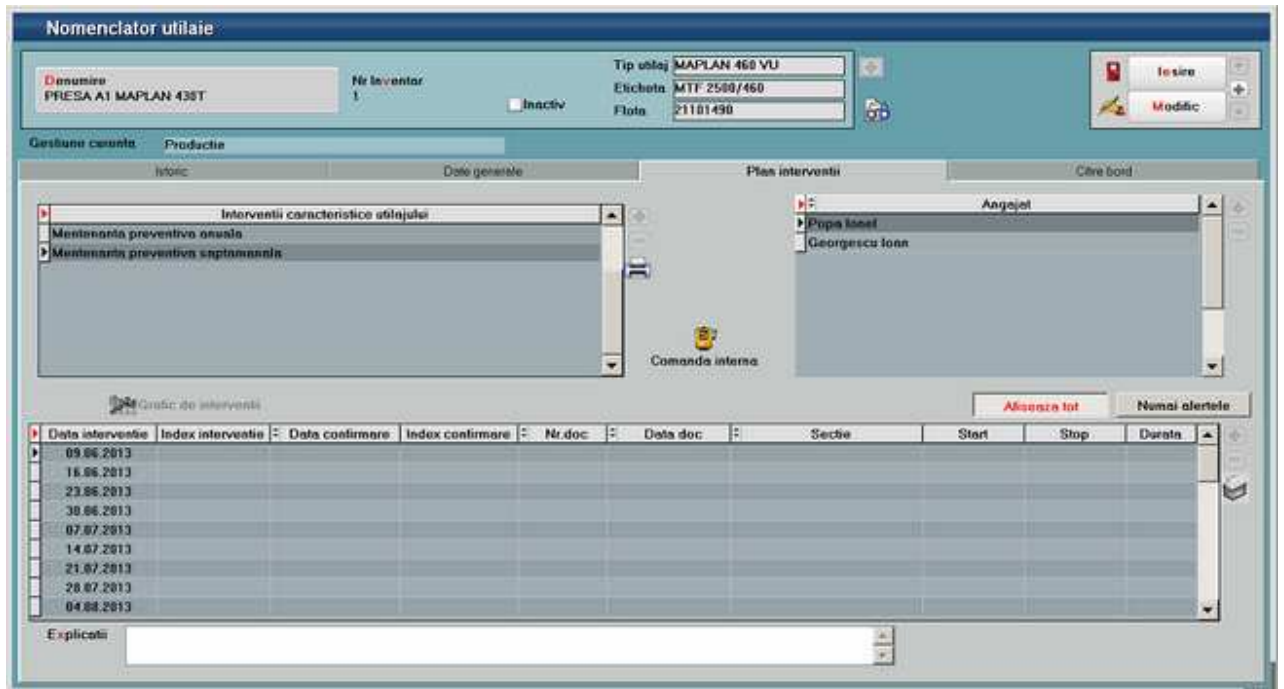 Nomenclator utilaje
Denumire
PRESA A1 MAPLAN 430T
Nr Inventar
1
Inactiv
Tip utilaj MAPLAN 460 VU
Eticheta MTF 2500/460
Flota 21101490
Iesire
Modific
Gestiune curenta Productie
Istoric Date generale Plan interventii Citire bord
Interventii caracteristice utilajului
Mentenanta preventiva anuala
Mentenanta preventiva saptamanala
Angajat
Popa Ionel
Georgescu Ioan
Comanda interna
Grafic de interventii
Afiseaza tot Numai alertele
Data interventie Index interventie Data confirmare Index confirmare Nr.doc Data doc Sectie Start Stop Durata
09.06.2013
16.06.2013
23.06.2013
30.06.2013
07.07.2013
14.07.2013
21.07.2013
28.07.2013
04.08.2013
Explicatii